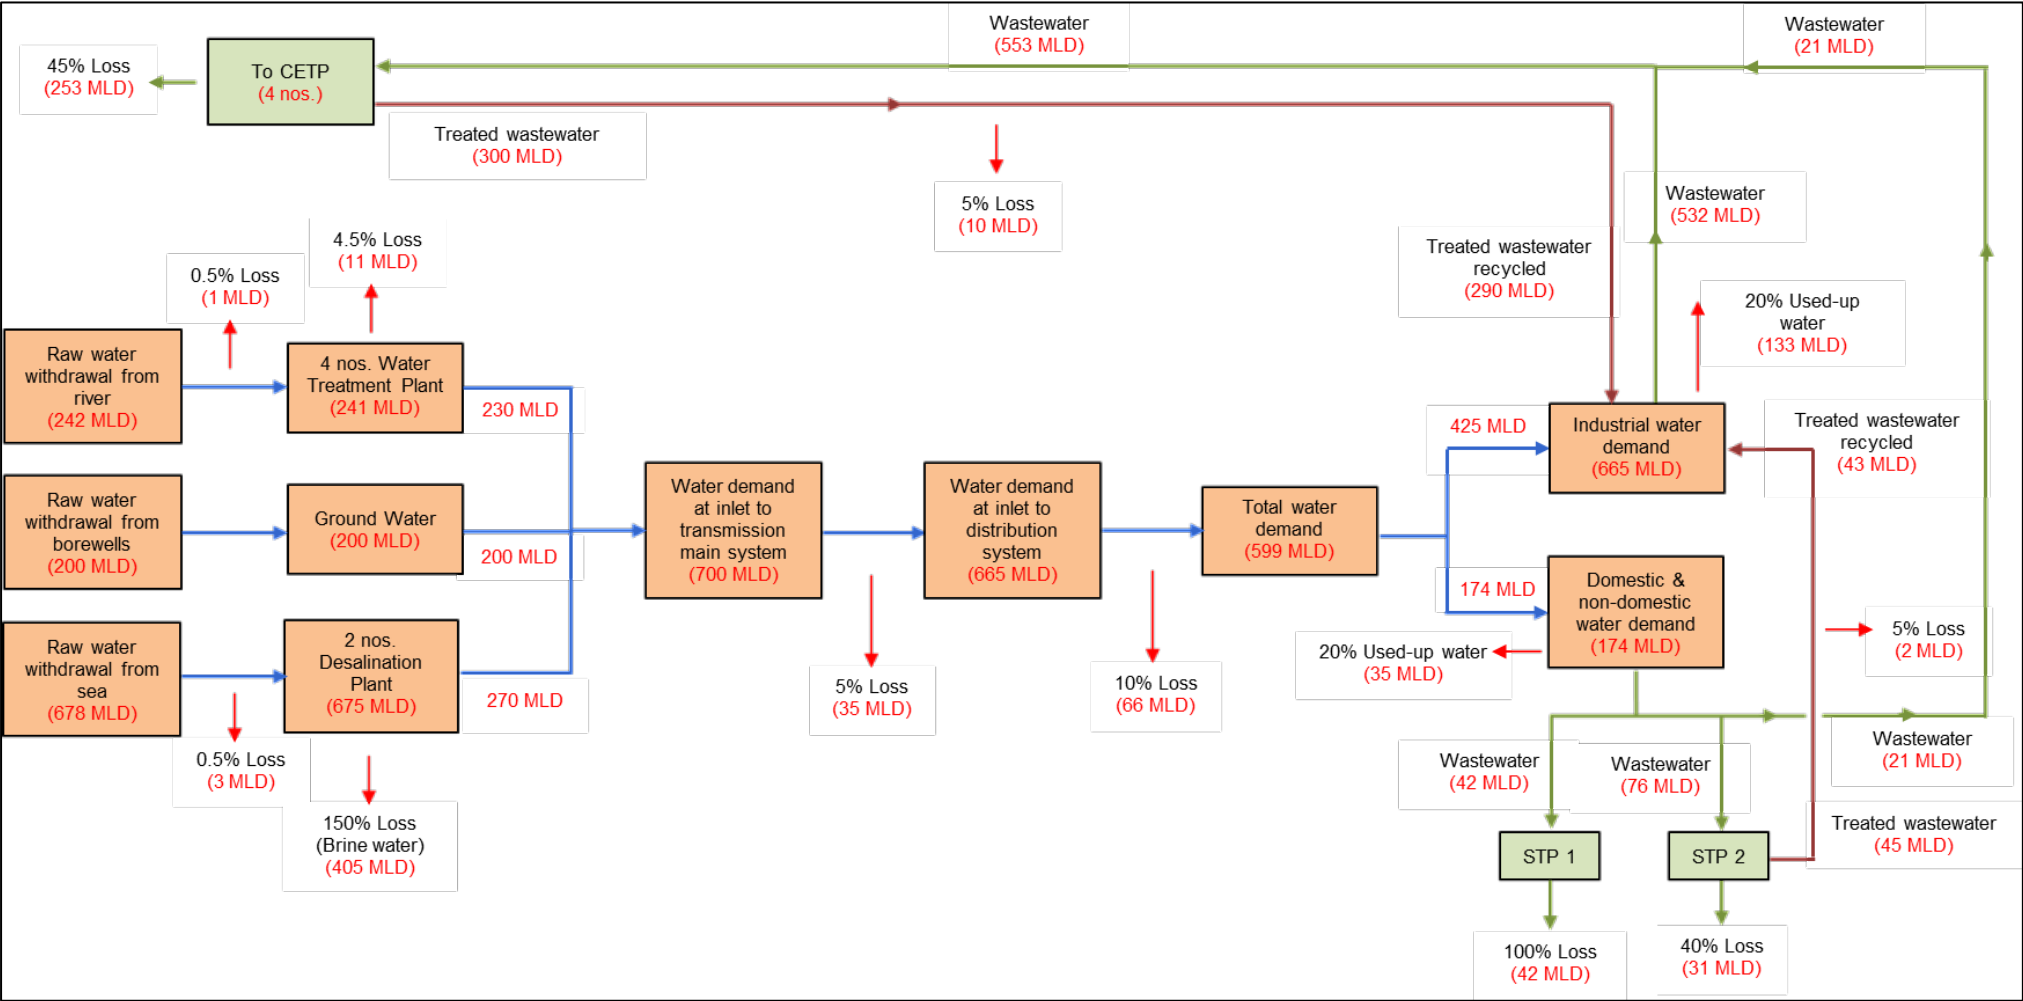 Wastewater
(553 MLD)
Wastewater
(21 MLD)
45% Loss
(253 MLD)
To CETP
(4 nos.)
Treated wastewater
(300 MLD)
5% Loss
(10 MLD)
Wastewater
(532 MLD)
Treated wastewater
recycled
(290 MLD)
4.5% Loss
(11 MLD)
0.5% Loss
(1 MLD)
20% Used-up
water
(133 MLD)
Raw water
withdrawal from
river
(242 MLD)
4 nos. Water
Treatment Plant
(241 MLD)
230 MLD
425 MLD
Industrial water
demand
(665 MLD)
Treated wastewater
recycled
(43 MLD)
Raw water
withdrawal from
borewells
(200 MLD)
Ground Water
(200 MLD)
200 MLD
Water demand
at inlet to
transmission
main system
(700 MLD)
Water demand
at inlet to
distribution
system
(665 MLD)
Total water
demand
(599 MLD)
174 MLD
Domestic &
non-domestic
water demand
(174 MLD)
Raw water
withdrawal from
sea
(678 MLD)
2 nos.
Desalination
Plant
(675 MLD)
270 MLD
5% Loss
(35 MLD)
10% Loss
(66 MLD)
20% Used-up water
(35 MLD)
5% Loss
(2 MLD)
0.5% Loss
(3 MLD)
150% Loss
(Brine water)
(405 MLD)
Wastewater
(42 MLD)
Wastewater
(76 MLD)
Wastewater
(21 MLD)
Treated wastewater
(45 MLD)
STP 1
STP 2
100% Loss
(42 MLD)
40% Loss
(31 MLD)